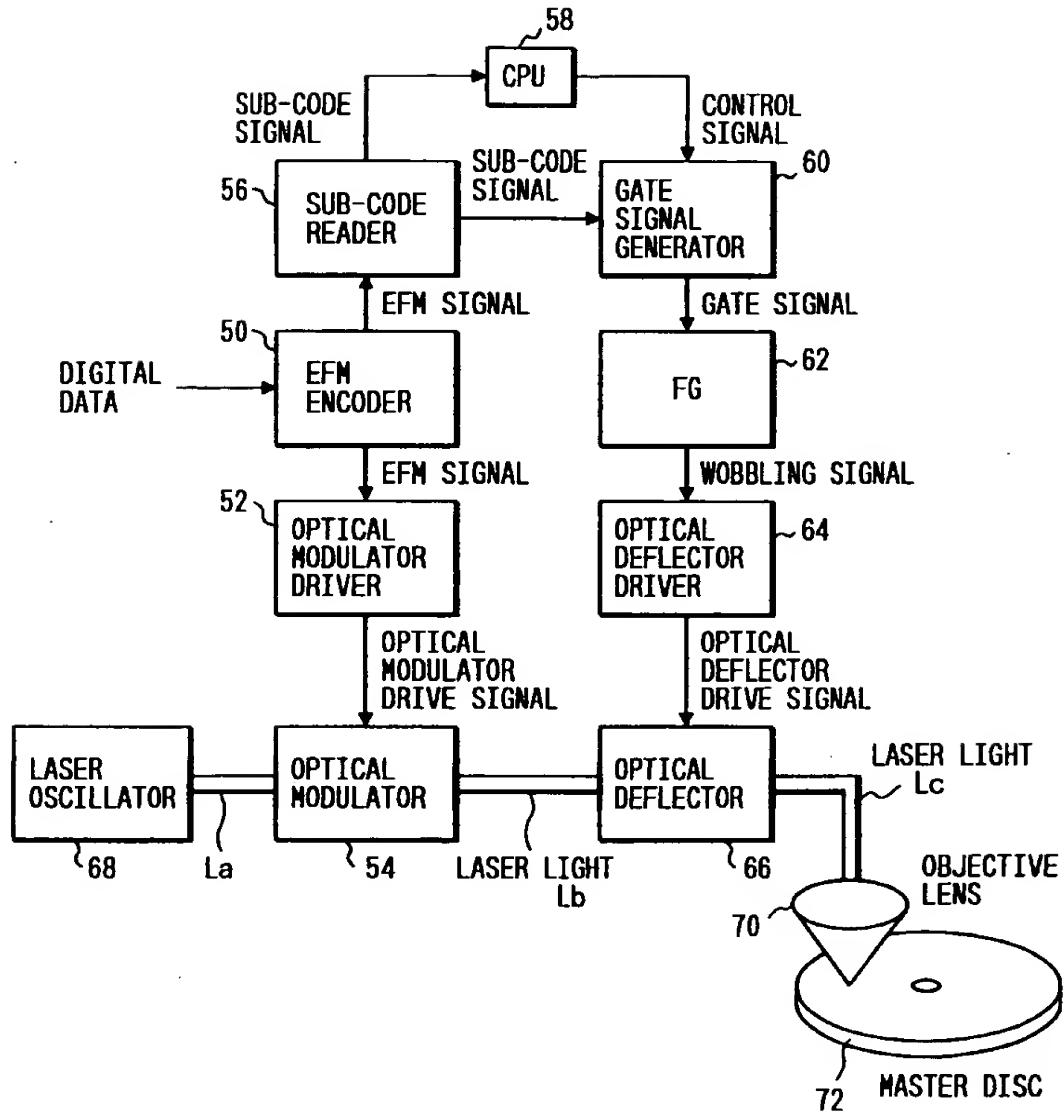 58
CPU
SUB-CODE
SIGNAL
CONTROL
SIGNAL
SUB-CODE
SIGNAL
56
SUB-CODE
READER
60
GATE
SIGNAL
GENERATOR
EFM SIGNAL
GATE SIGNAL
50
DIGITAL
DATA
EFM
ENCODER
62
FG
EFM SIGNAL
WOBBLING SIGNAL
52
OPTICAL
MODULATOR
DRIVER
64
OPTICAL
DEFLECTOR
DRIVER
OPTICAL
MODULATOR
DRIVE SIGNAL
OPTICAL
DEFLECTOR
DRIVE SIGNAL
LASER
OSCILLATOR
OPTICAL
MODULATOR
OPTICAL
DEFLECTOR
LASER LIGHT
Lc
68
La
54
LASER LIGHT
Lb
66
OBJECTIVE
LENS
70
72
MASTER DISC